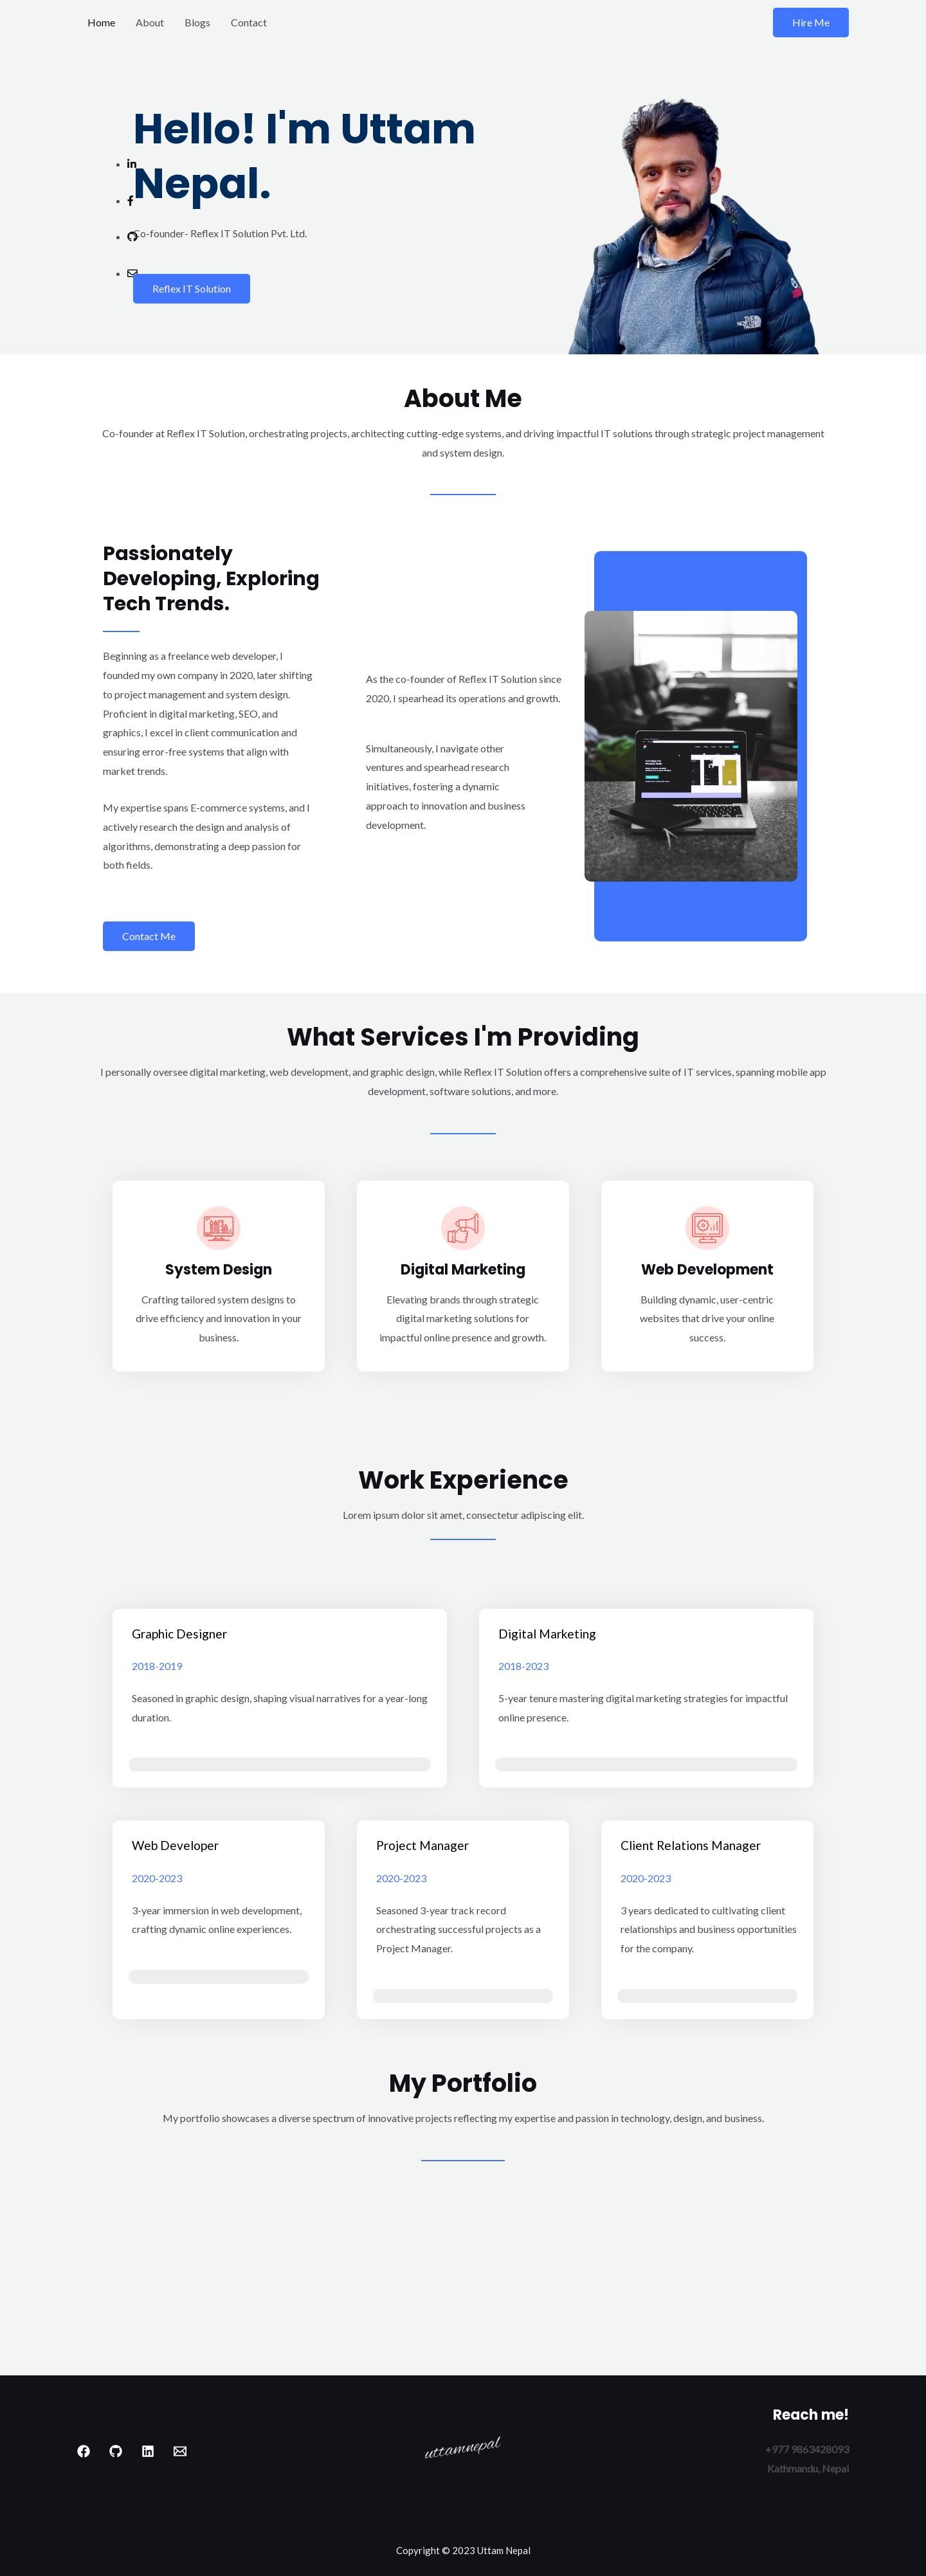 Home About Blogs Contact Hire Me
Hello! I'm Uttam
Nepal.
Co-founder- Reflex IT Solution Pvt. Ltd.
Reflex IT Solution
About Me
Co-founder at Reflex IT Solution, orchestrating projects, architecting cutting-edge systems, and driving impactful IT solutions through strategic project management
and system design.
Passionately
Developing, Exploring
Tech Trends.
Beginning as a freelance web developer, I
founded my own company in 2020, later shifting
to project management and system design.
Proficient in digital marketing, SEO, and
graphics, I excel in client communication and
ensuring error-free systems that align with
market trends.
My expertise spans E-commerce systems, and I
actively research the design and analysis of
algorithms, demonstrating a deep passion for
both fields.
Contact Me
As the co-founder of Reflex IT Solution since
2020, I spearhead its operations and growth.
Simultaneously, I navigate other
ventures and spearhead research
initiatives, fostering a dynamic
approach to innovation and business
development.
What Services I'm Providing
I personally oversee digital marketing, web development, and graphic design, while Reflex IT Solution offers a comprehensive suite of IT services, spanning mobile app
development, software solutions, and more.
System Design
Crafting tailored system designs to
drive efficiency and innovation in your
business.
Digital Marketing
Elevating brands through strategic
digital marketing solutions for
impactful online presence and growth.
Web Development
Building dynamic, user-centric
websites that drive your online
success.
Work Experience
Lorem ipsum dolor sit amet, consectetur adipiscing elit.
Graphic Designer
2018-2019
Seasoned in graphic design, shaping visual narratives for a year-long
duration.
Digital Marketing
2018-2023
5-year tenure mastering digital marketing strategies for impactful
online presence.
Web Developer
2020-2023
3-year immersion in web development,
crafting dynamic online experiences.
Project Manager
2020-2023
Seasoned 3-year track record
orchestrating successful projects as a
Project Manager.
Client Relations Manager
2020-2023
3 years dedicated to cultivating client
relationships and business opportunities
for the company.
My Portfolio
My portfolio showcases a diverse spectrum of innovative projects reflecting my expertise and passion in technology, design, and business.
uttamnepal
Reach me!
+977 9863428093
Kathmandu, Nepal
Copyright © 2023 Uttam Nepal